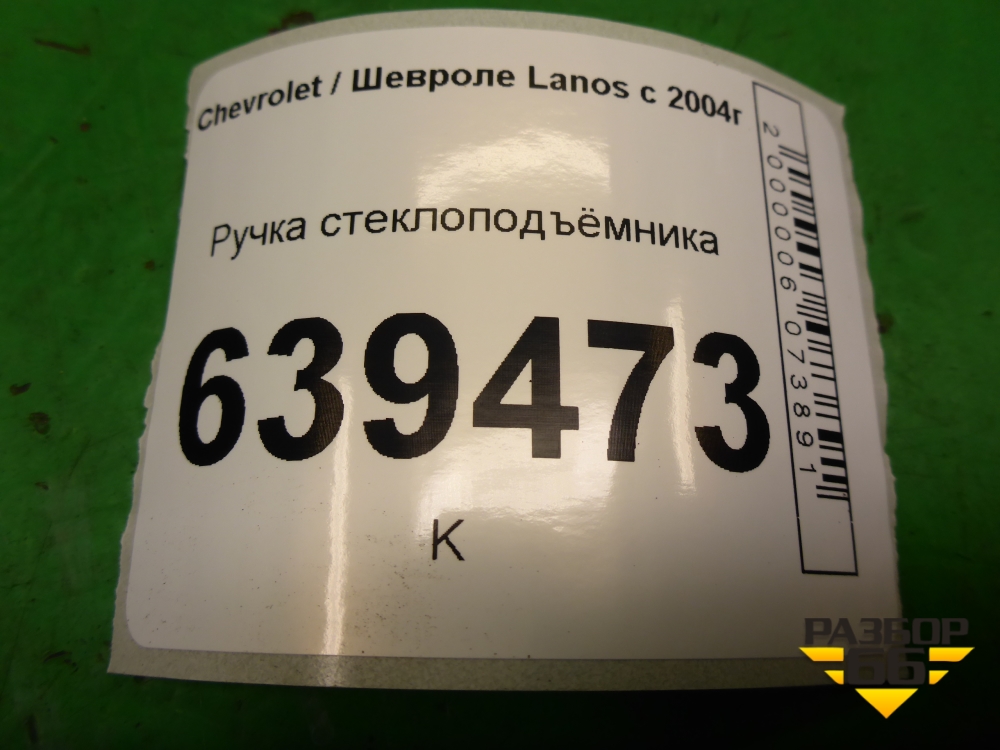 Chevrolet / Шевроле Lanos с 2004г
Ручка стеклоподъёмника
639473
К
2000006073891
РАЗБОР
66